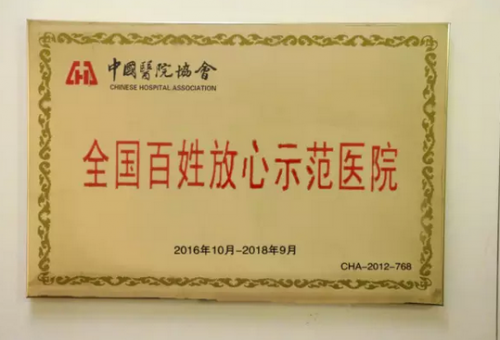 中國醫院協會
CHINESE HOSPITAL ASSOCIATION
全国百姓放心示范医院
2016年10月-2018年9月
CHA-2012-768